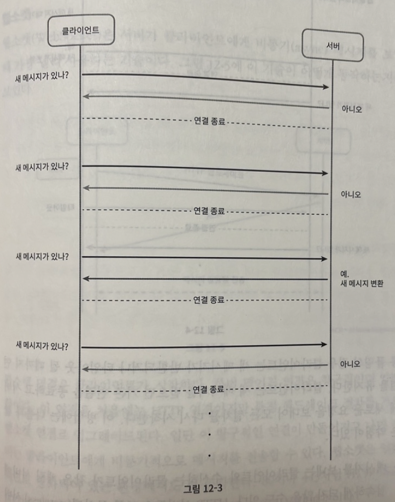 클라이언트
서버
새 메시지가 있나?
아니오
연결 종료
새 메시지가 있나?
아니오
연결 종료
새 메시지가 있나?
예.
새 메시지 변환
연결 종료
새 메시지가 있나?
아니오
연결 종료
그림 12-3